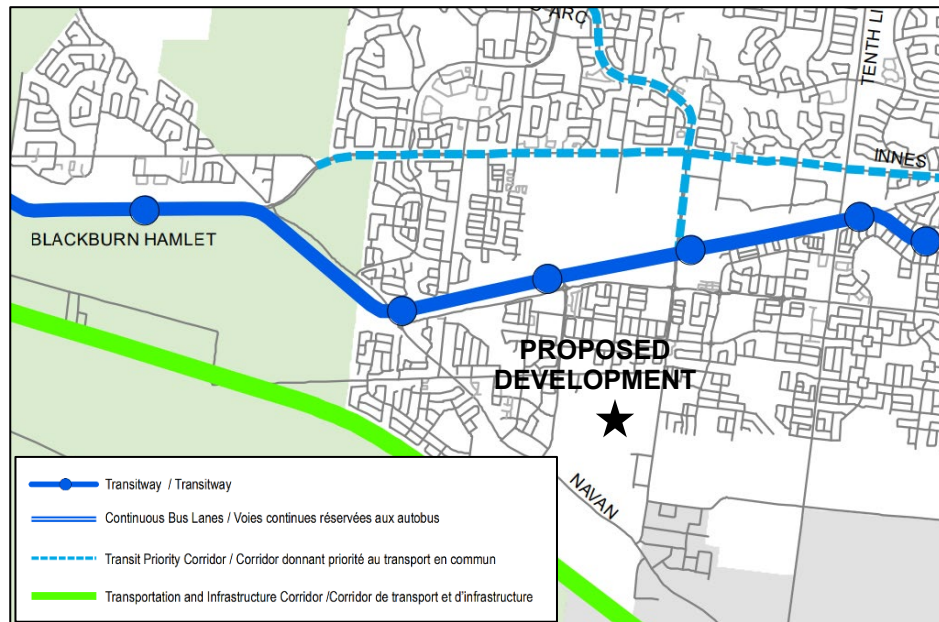 ARC
TENTH LI
INNES
BLACKBURN HAMLET
PROPOSED
DEVELOPMENT
NAVAN
Transitway / Transitway
Continuous Bus Lanes / Voies continues réservées aux autobus
Transit Priority Corridor / Corridor donnant priorité au transport en commun
Transportation and Infrastructure Corridor /Corridor de transport et d'infrastructure